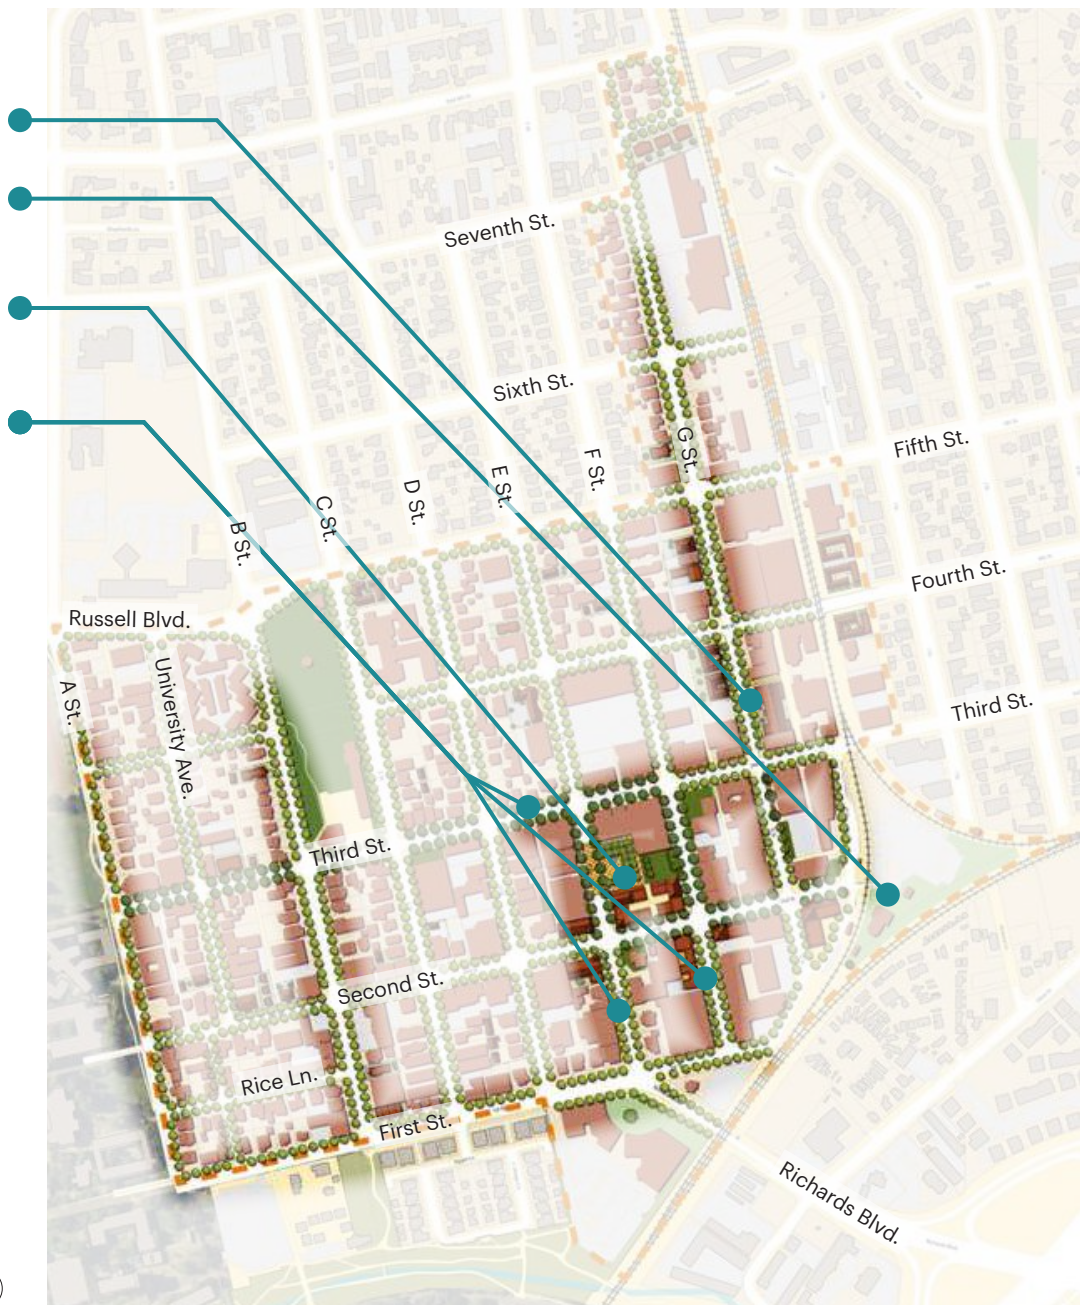 Seventh St.
Sixth St.
G St.
Fifth St.
F St.
E St.
D St.
C St.
B St.
Fourth St.
Russell Blvd.
University Ave.
A St.
Third St.
Third St.
Second St.
Rice Ln.
First St.
Richards Blvd.
)